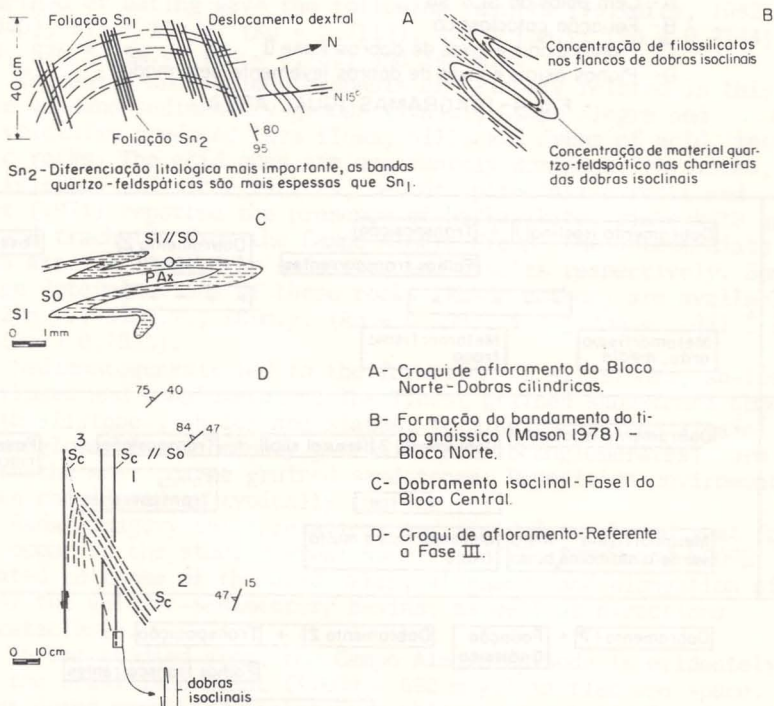 Foliação Sn1
Deslocamento dextral
A
B
40 cm
N
N15°
Foliação Sn2
80
95
Concentração de filossilicatos
nos flancos de dobras isoclinais
Concentração de material quar-
tzo-feldspático nas charneiras
das dobras isoclinais
Sn2-Diferenciação litológica mais importante, as bandas
quartzo-feldspáticas são mais espessas que Sn1.
C
S1//S0
PAx
S0
S1
0 1mm
D
75 40
84 47
3
Sc
Sc // So
1
2
Sc
47 15
0 10 cm
dobras
isoclinais
A- Croqui de afloramento do Bloco
Norte-Dobras cilíndricas.
B- Formação do bandamento do ti-
po gnáissico (Mason 1978) -
Bloco Norte.
C- Dobramento isoclinal-Fase I do
Bloco Central.
D- Croqui de afloramento-Referente
a Fase III.